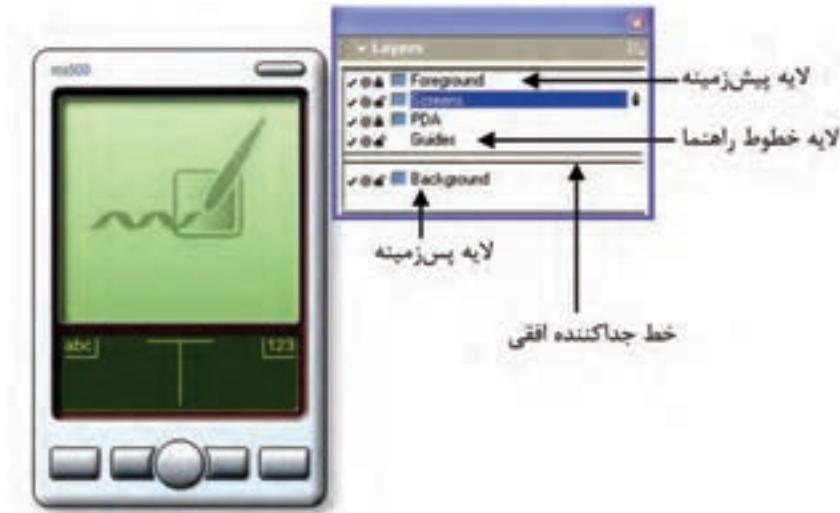 m500
abc
123
Layers
Foreground
Screens
PDA
Guides
Background
لایه پیش‌زمینه
لایه خطوط راهنما
لایه پس‌زمینه
خط جداکننده افقی